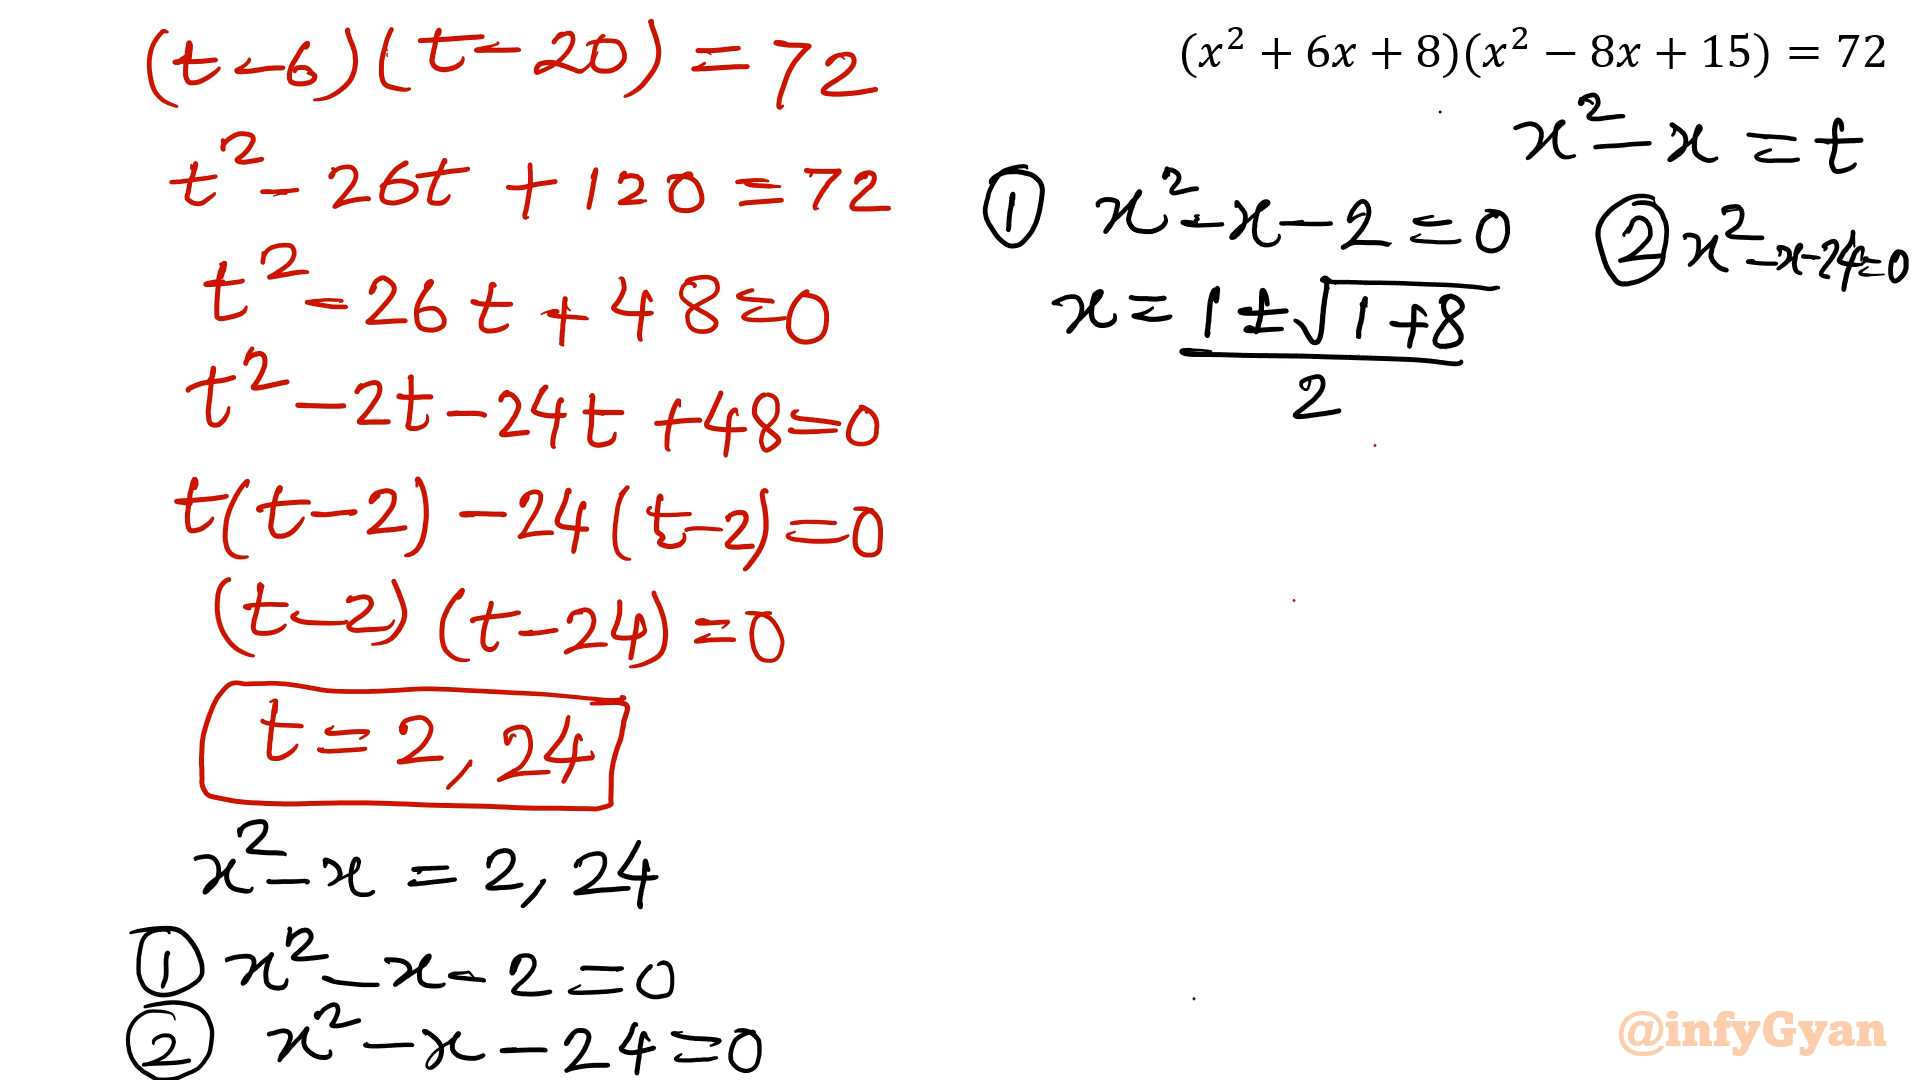 (t-6)(t-20) = 72
t² - 26t + 120 = 72
t² - 26t + 48 = 0
t² - 2t - 24t + 48 = 0
t(t-2) - 24(t-2) = 0
(t-2)(t-24) = 0
t = 2, 24
x² - x = 2, 24
① x² - x - 2 = 0
② x² - x - 24 = 0
(x² + 6x + 8)(x² − 8x + 15) = 72
x² - x = t
① x² - x - 2 = 0
② x² - x - 24 = 0
x = 1 ± √1+8
2
@infyGyan